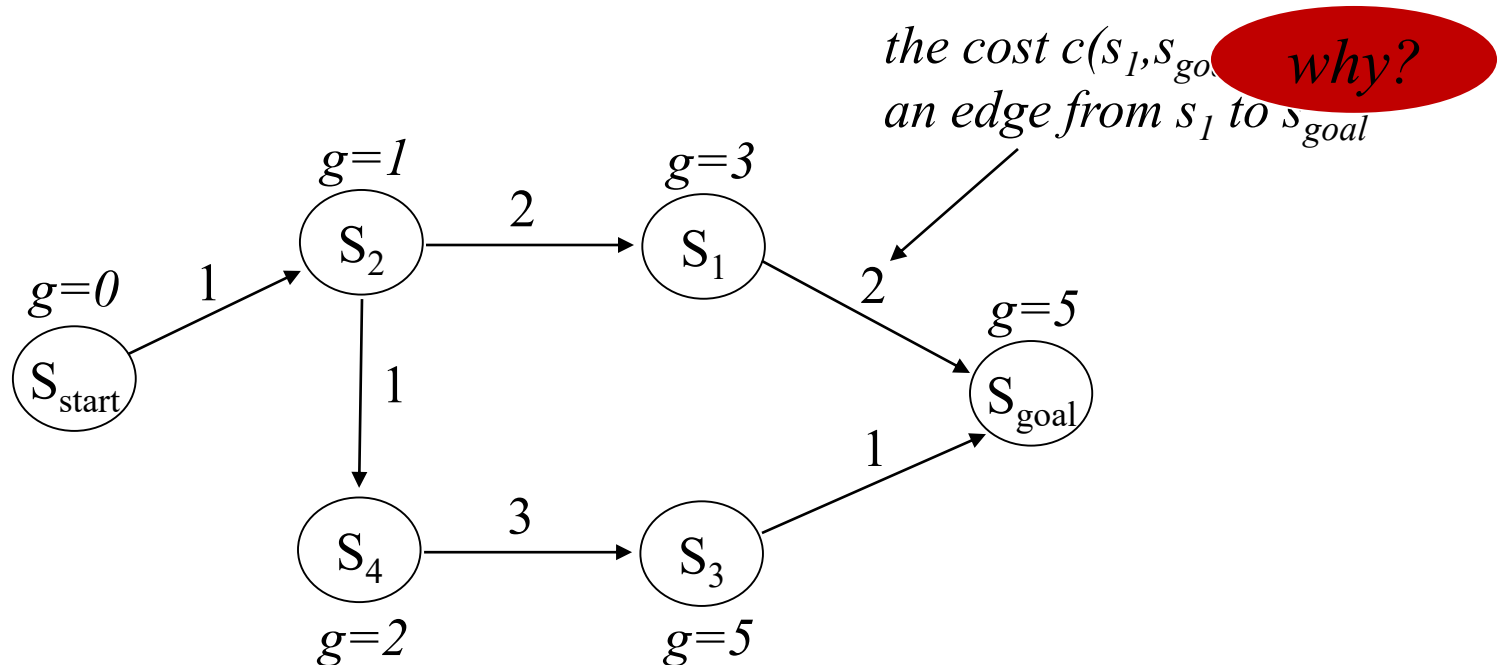 the cost c(s1,sgo
why?
an edge from s1 to sgoal
g=1
g=3
2
S2
S1
1
g=0
2
g=5
Sstart
1
Sgoal
1
3
S4
S3
g=2
g=5